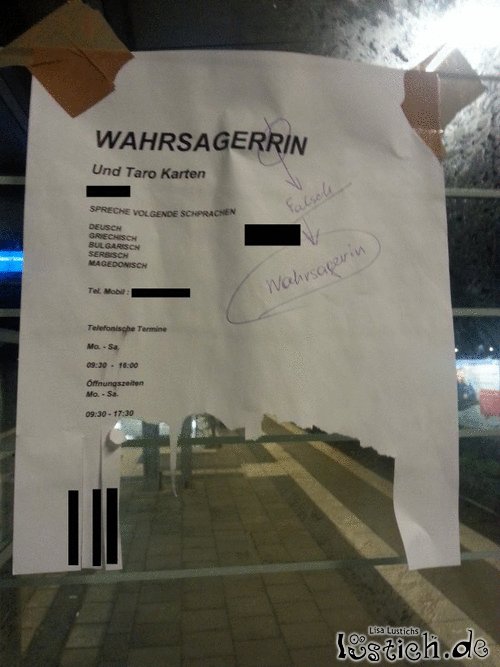 WAHRSAGERRIN
Und Taro Karten
SPRECHE VOLGENDE SCHPRACHEN
DEUSCH
GRIECHISCH
BULGARISCH
SERBISCH
MAGEDONISCH
Falsch
Wahrsagerin
Tel. Mobil :
Telefonische Termine
Mo. - Sa.
09:30 - 16:00
Öffnungszeiten
Mo. - Sa.
09:30 - 17:30
Lisa Lustichs
lustich.de